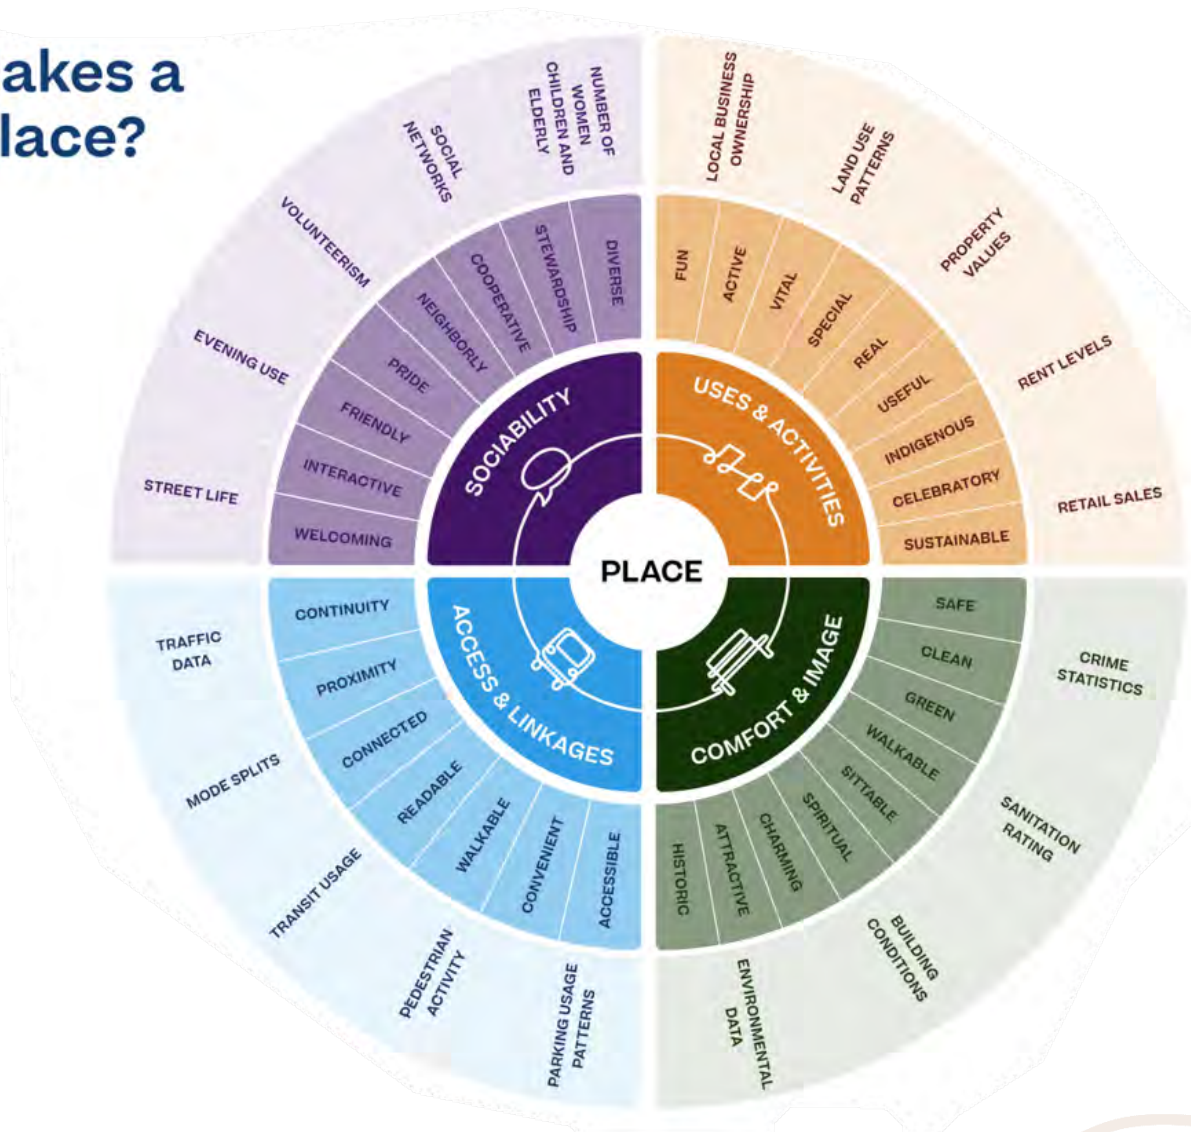 akes a
lace?
NUMBER OF
WOMEN
CHILDREN AND
ELDERLY
SOCIAL
NETWORKS
VOLUNTEERISM
EVENING USE
STREET LIFE
DIVERSE
STEWARDSHIP
COOPERATIVE
NEIGHBORLY
PRIDE
FRIENDLY
INTERACTIVE
WELCOMING
SOCIABILITY
LOCAL BUSINESS
OWNERSHIP
LAND USE
PATTERNS
PROPERTY
VALUES
RENT LEVELS
RETAIL SALES
FUN
ACTIVE
VITAL
SPECIAL
REAL
USEFUL
INDIGENOUS
CELEBRATORY
SUSTAINABLE
USES & ACTIVITIES
PLACE
ACCESS & LINKAGES
CONTINUITY
PROXIMITY
CONNECTED
READABLE
WALKABLE
CONVENIENT
ACCESSIBLE
TRAFFIC
DATA
MODE SPLITS
TRANSIT USAGE
PEDESTRIAN
ACTIVITY
PARKING USAGE
PATTERNS
COMFORT & IMAGE
SAFE
CLEAN
GREEN
WALKABLE
SITTABLE
SPIRITUAL
CHARMING
ATTRACTIVE
HISTORIC
CRIME
STATISTICS
SANITATION
RATING
BUILDING
CONDITIONS
ENVIRONMENTAL
DATA